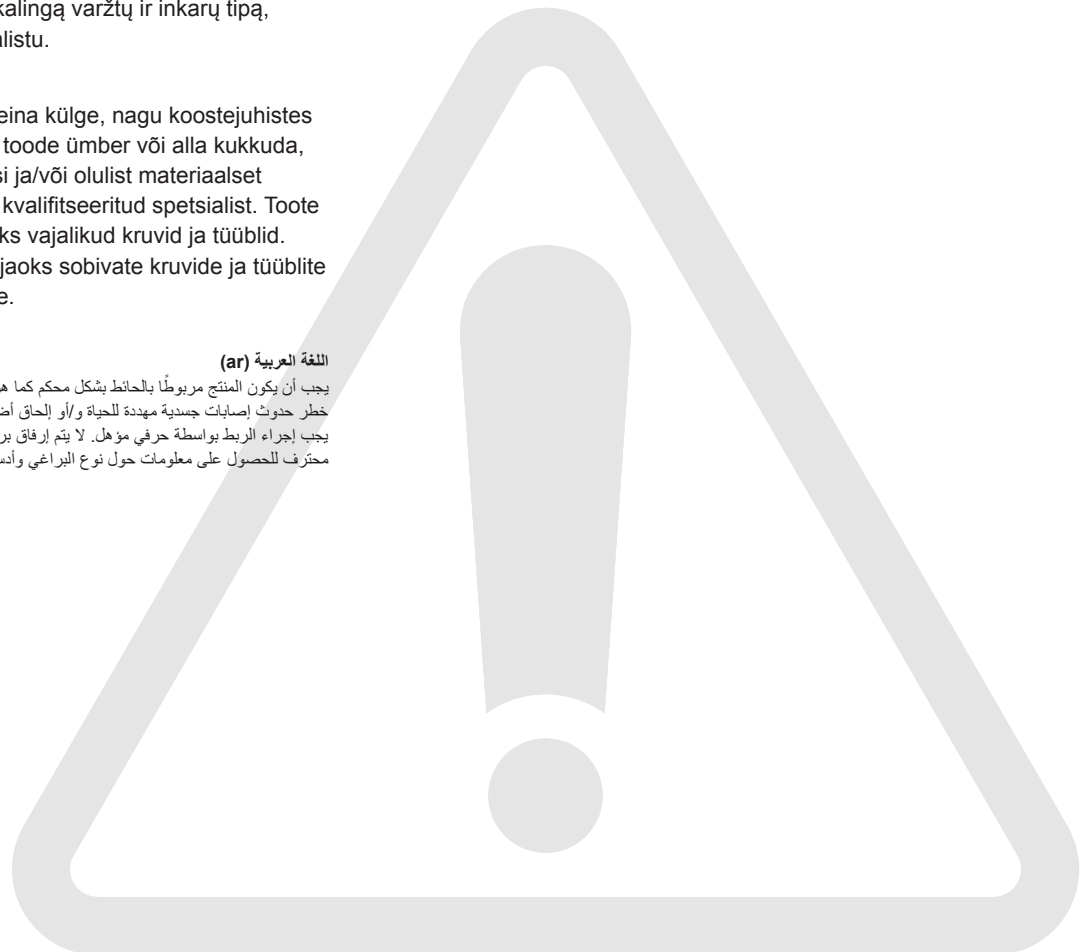 kalingą varžtų ir inkarų tipą,
alistu.
eina külge, nagu koostejuhistes
toode ümber või alla kukkuda,
si ja/või olulist materiaalset
kvalifitseeritud spetsialist. Toote
ks vajalikud kruvid ja tüüblid.
jaoks sobivate kruvide ja tüüblite
e.
اللغة العربية (ar)
يجب أن يكون المنتج مربوطًا بالحائط بشكل محكم كما هو
خطر حدوث إصابات جسدية مهددة للحياة و/أو إلحاق أض
يجب إجراء الربط بواسطة حرفي مؤهل. لا يتم إرفاق بر
محترف للحصول على معلومات حول نوع البراغي وأدس